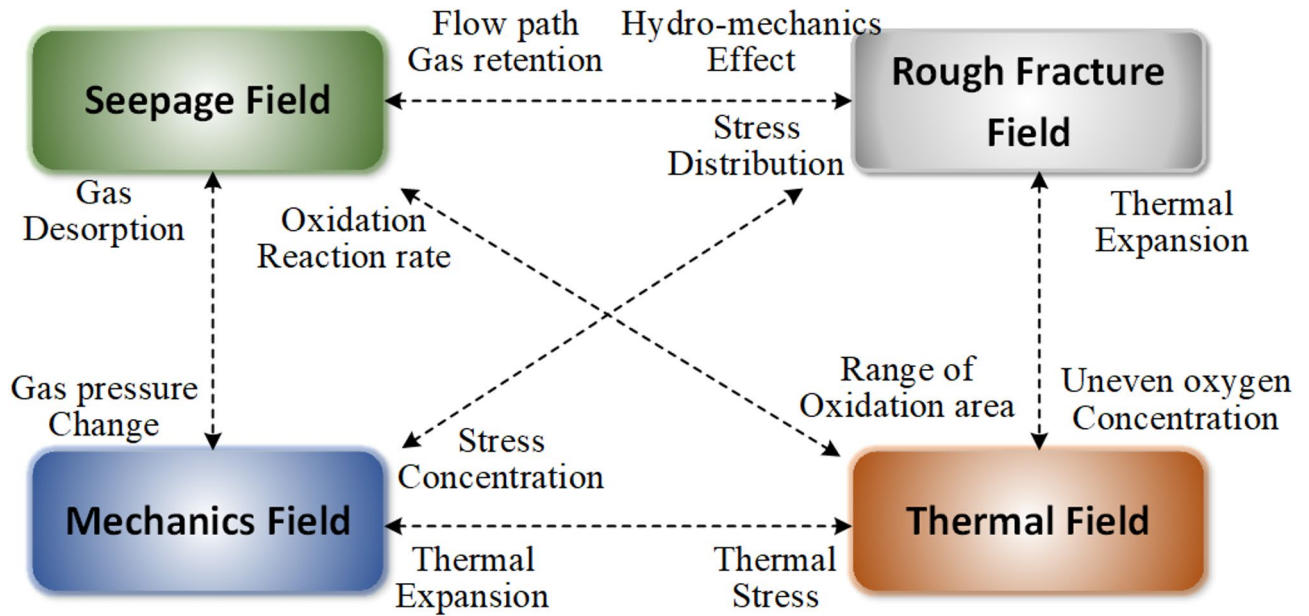 Flow path
Gas retention
Hydro-mechanics
Effect
Seepage Field
Rough Fracture
Field
Stress
Distribution
Gas
Desorption
Oxidation
Reaction rate
Thermal
Expansion
Gas pressure
Change
Range of
Oxidation area
Uneven oxygen
Concentration
Stress
Concentration
Mechanics Field
Thermal Field
Thermal
Expansion
Thermal
Stress